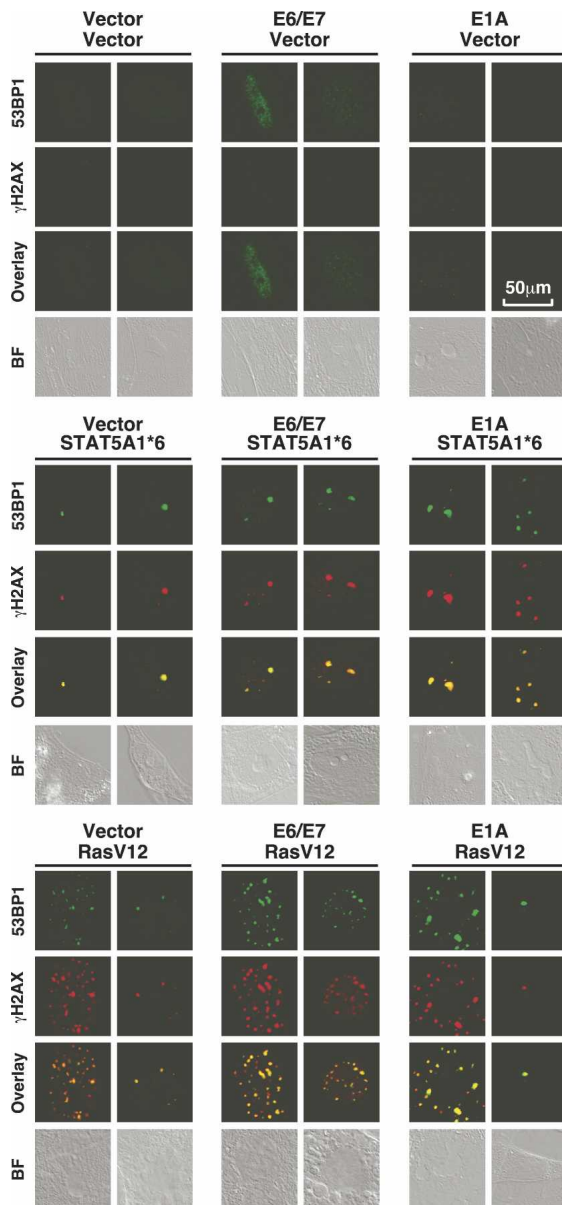 Vector E6/E7 E1A
Vector Vector Vector
53BP1
γH2AX
Overlay
50μm
BF
Vector E6/E7 E1A
STAT5A1*6 STAT5A1*6 STAT5A1*6
53BP1
γH2AX
Overlay
BF
Vector E6/E7 E1A
RasV12 RasV12 RasV12
53BP1
γH2AX
Overlay
BF